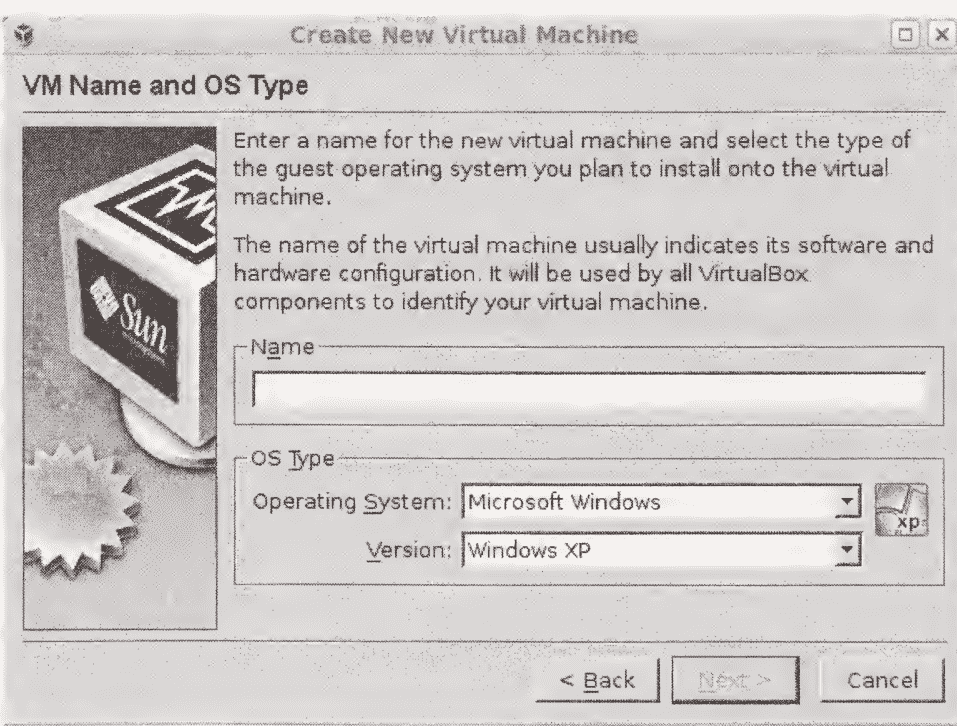 Create New Virtual Machine
VM Name and OS Type
Enter a name for the new virtual machine and select the type of
the guest operating system you plan to install onto the virtual
machine.
The name of the virtual machine usually indicates its software and
hardware configuration. It will be used by all VirtualBox
components to identify your virtual machine.
Sun
Name
OS Type
Operating System: Microsoft Windows
xp
Version: Windows XP
< Back Next > Cancel